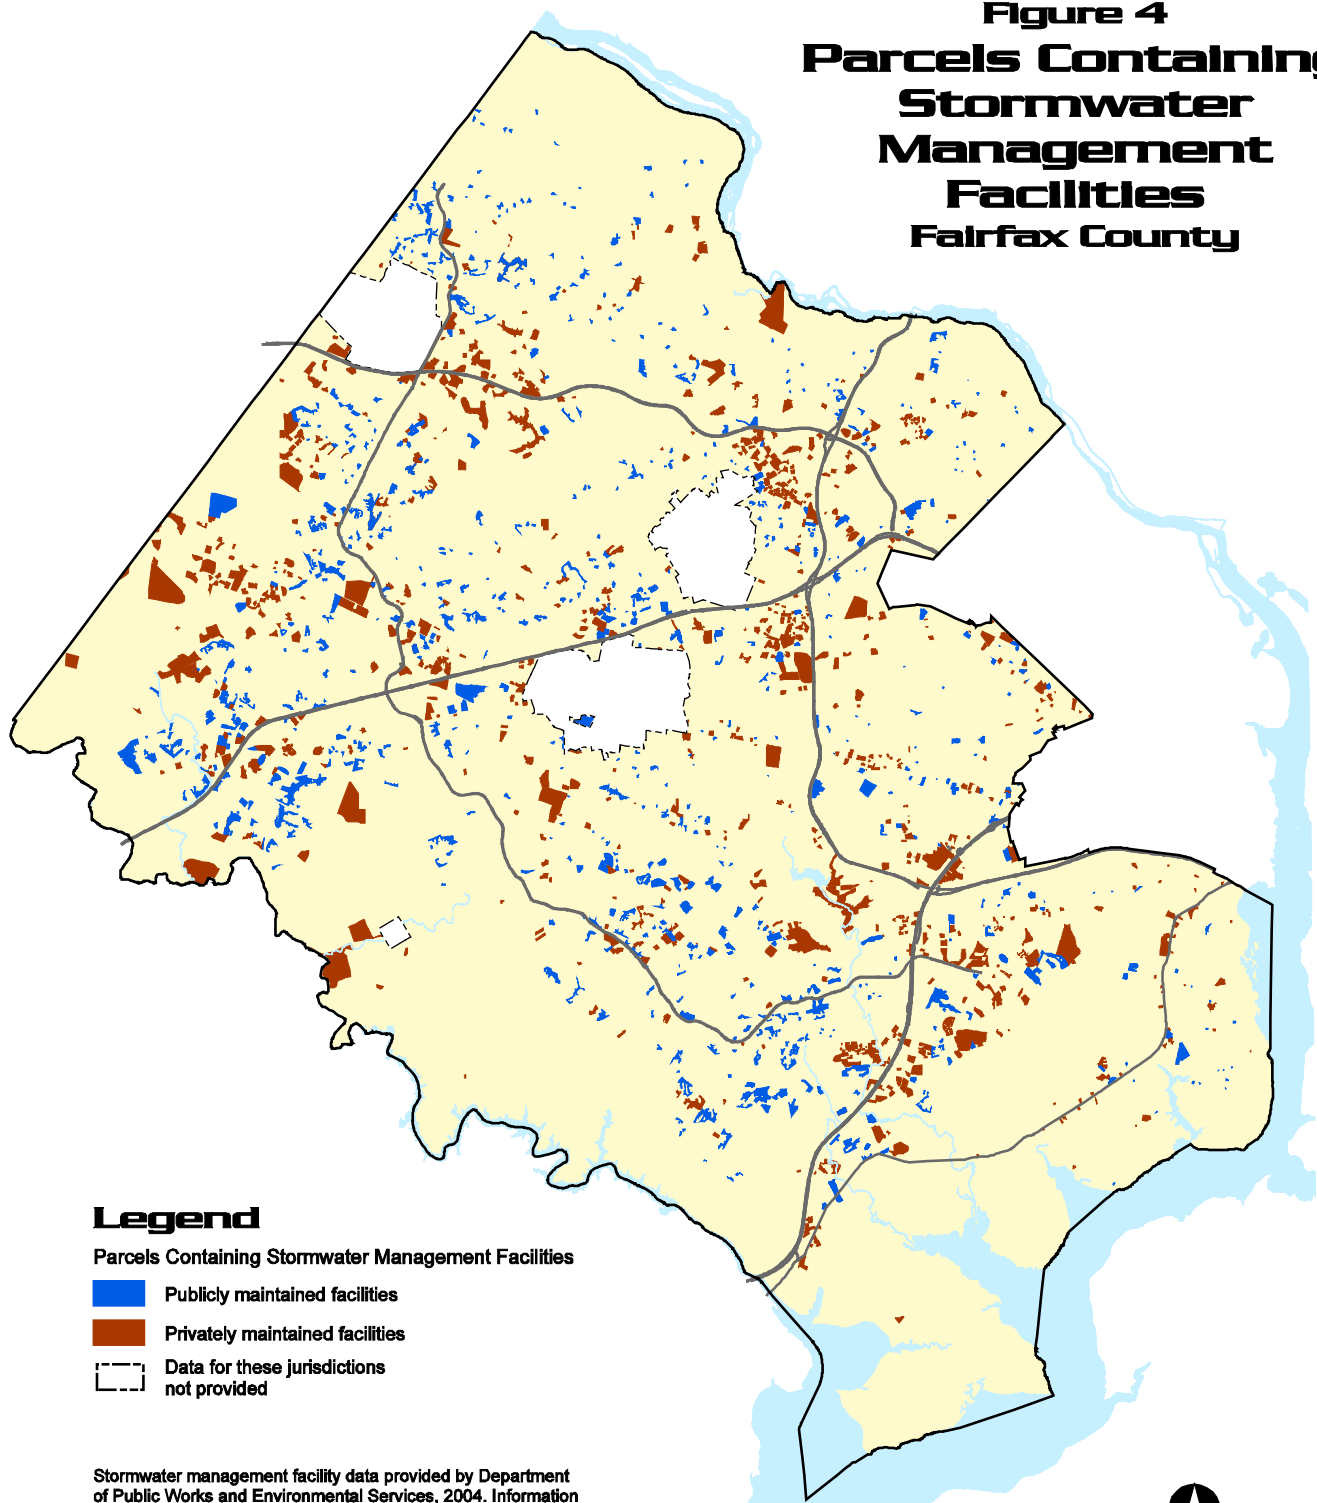 Figure 4
Parcels Containing
Stormwater
Management
Facilities
Fairfax County
Legend
Parcels Containing Stormwater Management Facilities
Publicly maintained facilities
Privately maintained facilities
Data for these jurisdictions
not provided
Stormwater management facility data provided by Department
of Public Works and Environmental Services, 2004. Information